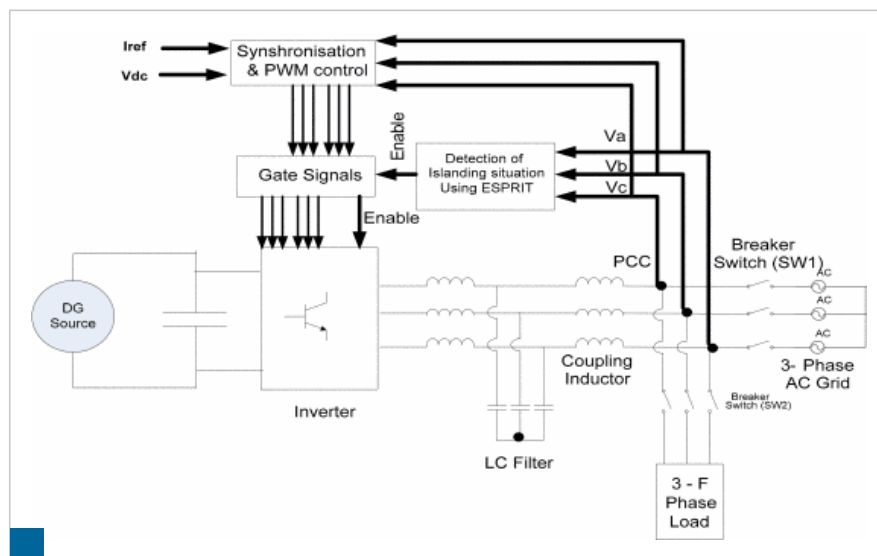 Iref
Vdc
Synshronisation
& PWM control
Enable
Detection of
Islanding situation
Using ESPRIT
Va
Vb
Vc
Gate Signals
Enable
PCC
Breaker
Switch (SW1)
AC
AC
AC
DG
Source
Coupling
Inductor
3- Phase
AC Grid
Inverter
Breaker
Switch (SW2)
LC Filter
3 - F
Phase
Load